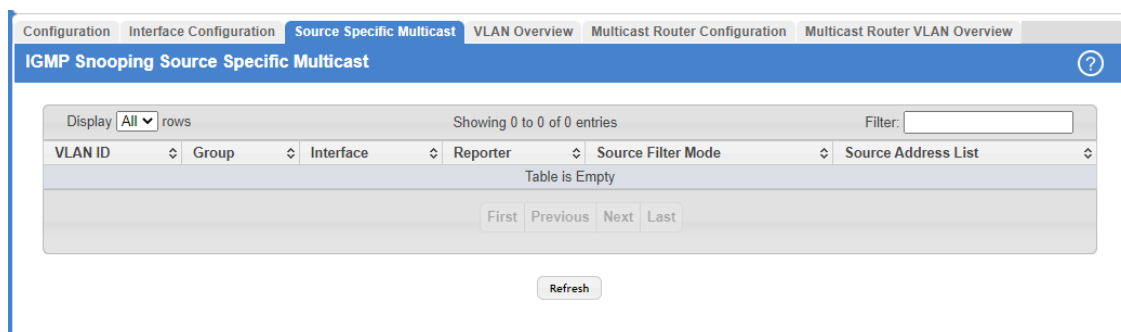 Configuration Interface Configuration Source Specific Multicast VLAN Overview Multicast Router Configuration Multicast Router VLAN Overview
IGMP Snooping Source Specific Multicast ?
Display All rows Showing 0 to 0 of 0 entries Filter:
VLAN ID Group Interface Reporter Source Filter Mode Source Address List
Table is Empty
First Previous Next Last
Refresh